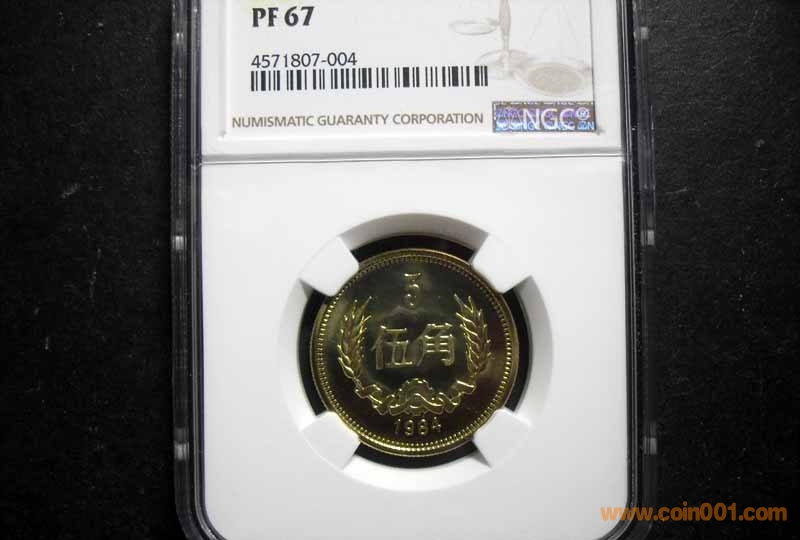 PF 67
4571807-004
NUMISMATIC GUARANTY CORPORATION
NGC
5
伍角
1984
www.coin001.com